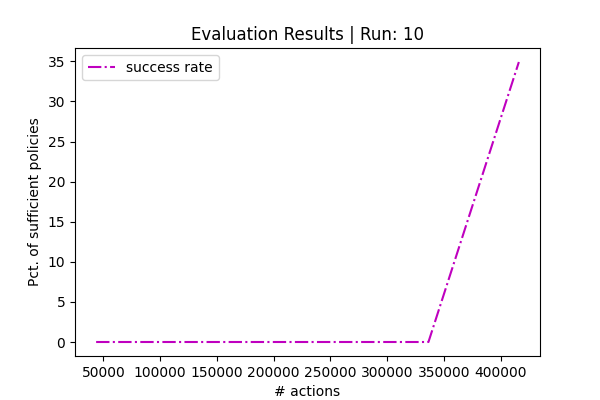 Evaluation Results | Run: 10
success rate
Pct. of sufficient policies
35
30
25
20
15
10
5
0
50000 100000 150000 200000 250000 300000 350000 400000
# actions